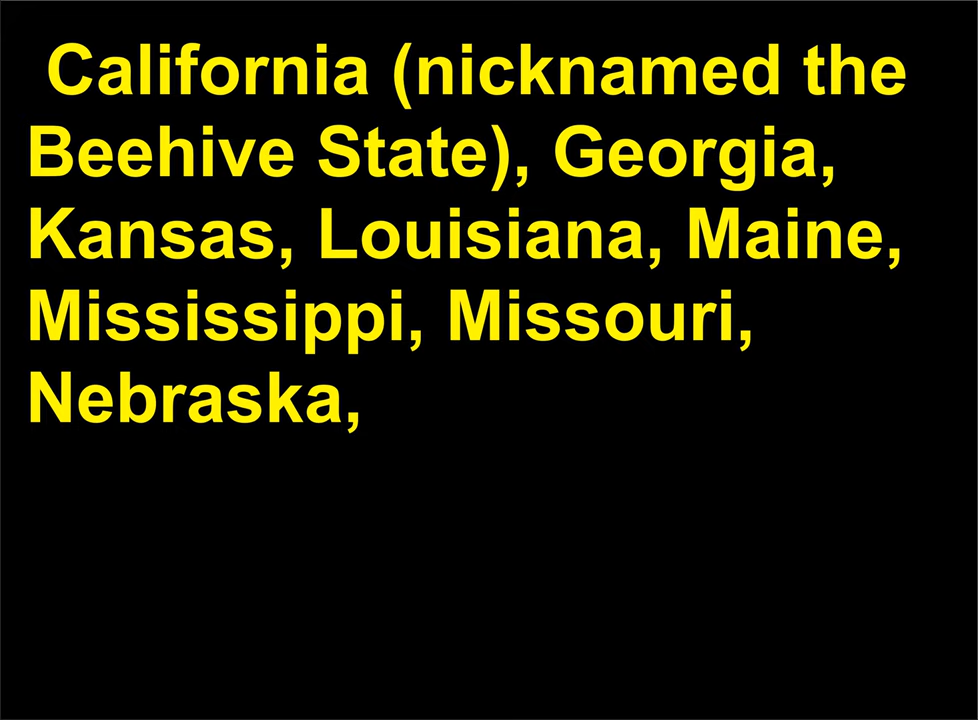 California (nicknamed the
Beehive State), Georgia,
Kansas, Louisiana, Maine,
Mississippi, Missouri,
Nebraska,